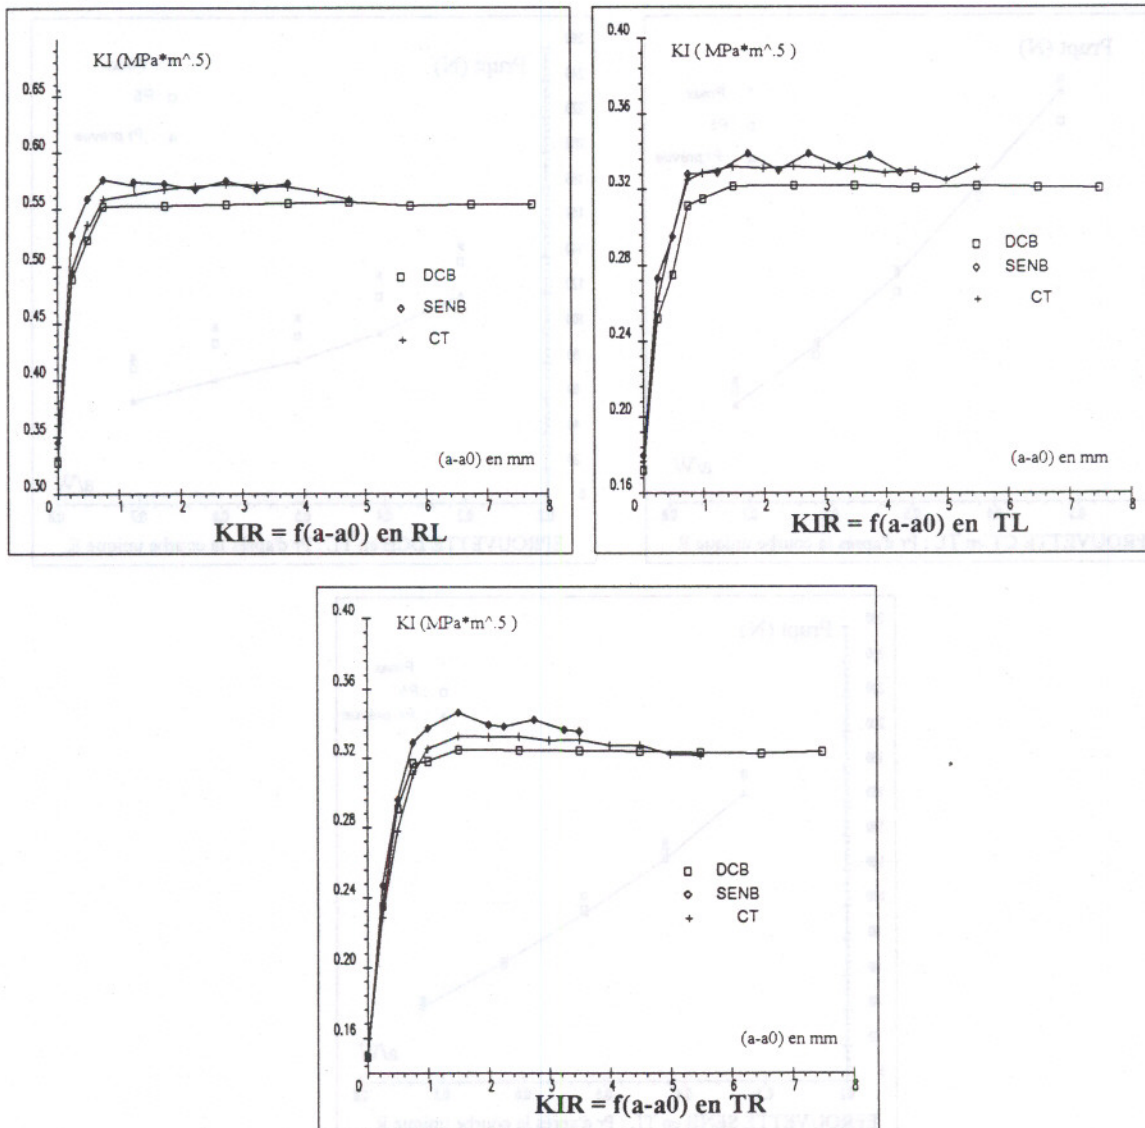 KI (MPa*m^.5)
0.65
0.60
0.55
0.50
0.45
0.40
0.35
0.30
DCB
SENB
CT
(a-a0) en mm
0 1 2 3 4 5 6 7 8
KIR = f(a-a0) en RL
KI ( MPa*m^.5 )
0.40
0.36
0.32
0.28
0.24
0.20
0.16
DCB
SENB
CT
(a-a0) en mm
0 1 2 3 4 5 6 7 8
KIR = f(a-a0) en TL
KI (MPa*m^.5 )
0.40
0.36
0.32
0.28
0.24
0.20
0.16
DCB
SENB
CT
(a-a0) en mm
0 1 2 3 4 5 6 7 8
KIR = f(a-a0) en TR